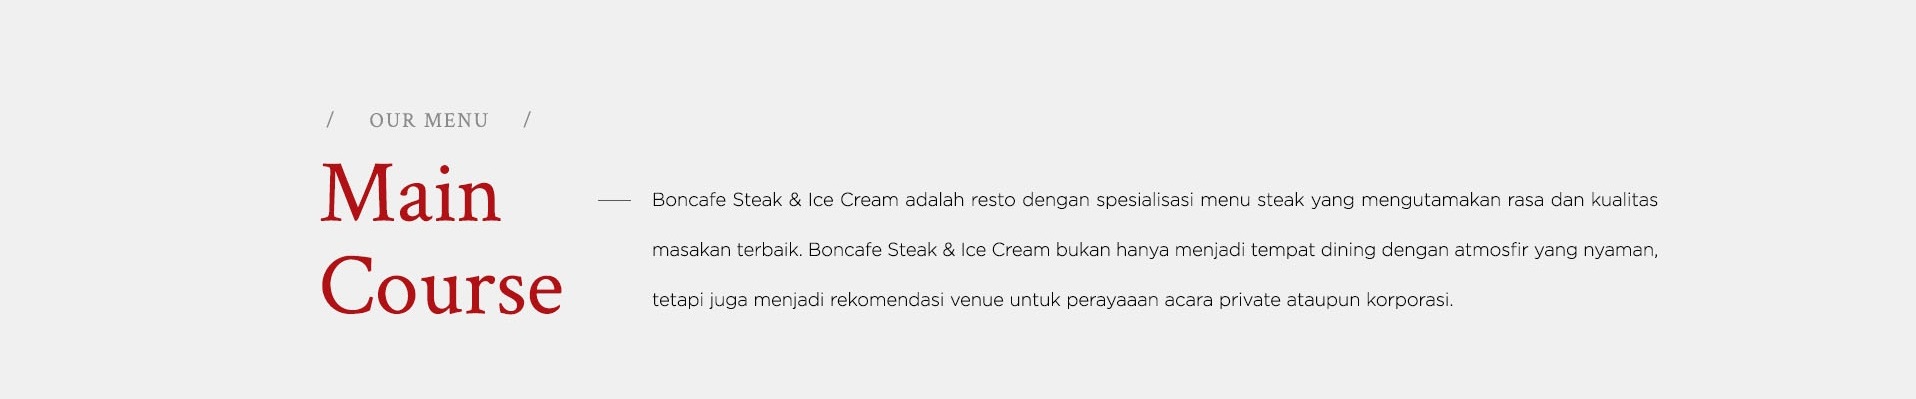 / OUR MENU /
Main
Course
— Boncafe Steak & Ice Cream adalah resto dengan spesialisasi menu steak yang mengutamakan rasa dan kualitas
masakan terbaik. Boncafe Steak & Ice Cream bukan hanya menjadi tempat dining dengan atmosfir yang nyaman,
tetapi juga menjadi rekomendasi venue untuk perayaaan acara private ataupun korporasi.